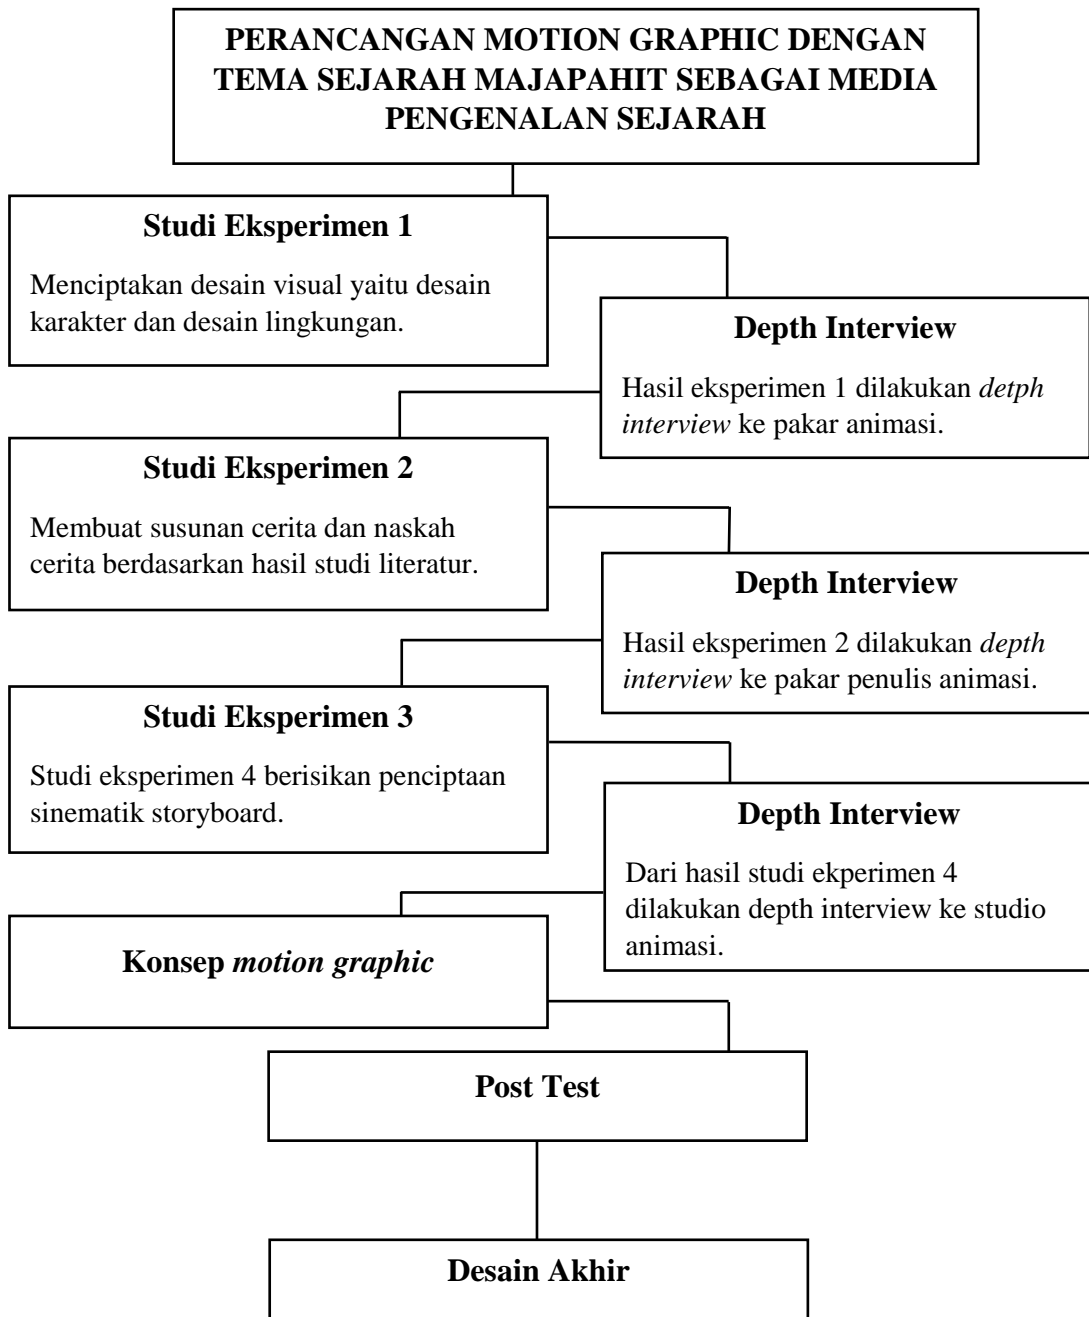 PERANCANGAN MOTION GRAPHIC DENGAN
TEMA SEJARAH MAJAPAHIT SEBAGAI MEDIA
PENGENALAN SEJARAH
Studi Eksperimen 1
Menciptakan desain visual yaitu desain
karakter dan desain lingkungan.
Depth Interview
Hasil eksperimen 1 dilakukan detph
interview ke pakar animasi.
Studi Eksperimen 2
Membuat susunan cerita dan naskah
cerita berdasarkan hasil studi literatur.
Depth Interview
Hasil eksperimen 2 dilakukan depth
interview ke pakar penulis animasi.
Studi Eksperimen 3
Studi eksperimen 4 berisikan penciptaan
sinematik storyboard.
Depth Interview
Dari hasil studi ekperimen 4
dilakukan depth interview ke studio
animasi.
Konsep motion graphic
Post Test
Desain Akhir